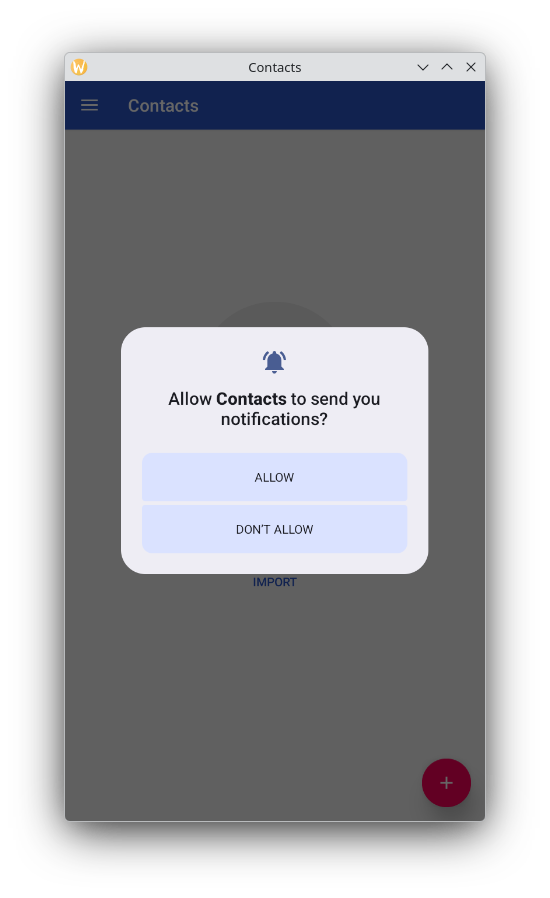 Contacts
Contacts
Allow Contacts to send you
notifications?
ALLOW
DON'T ALLOW
IMPORT